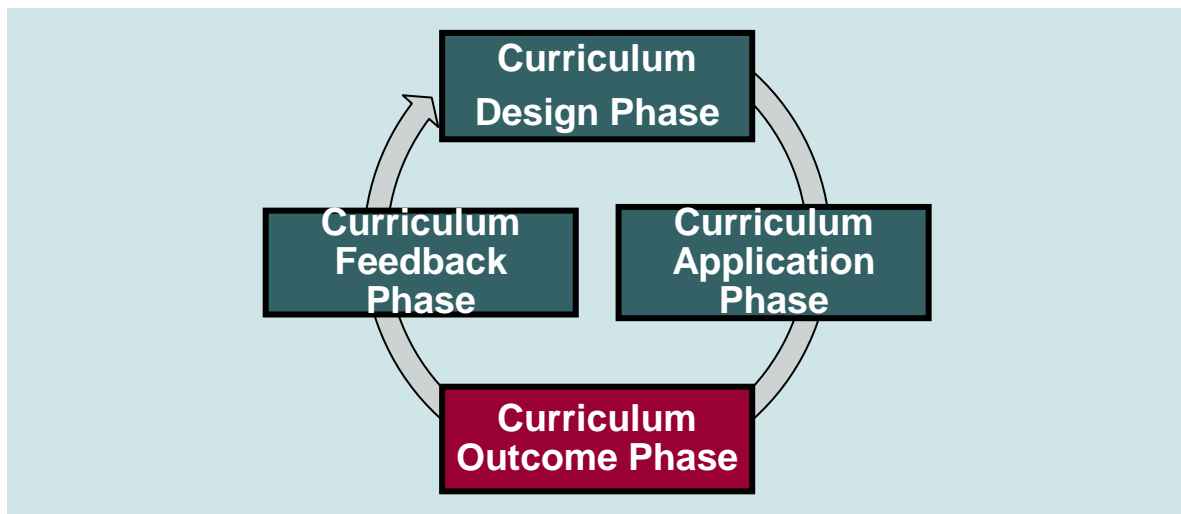 Curriculum
Design Phase
Curriculum
Feedback
Phase
Curriculum
Application
Phase
Curriculum
Outcome Phase